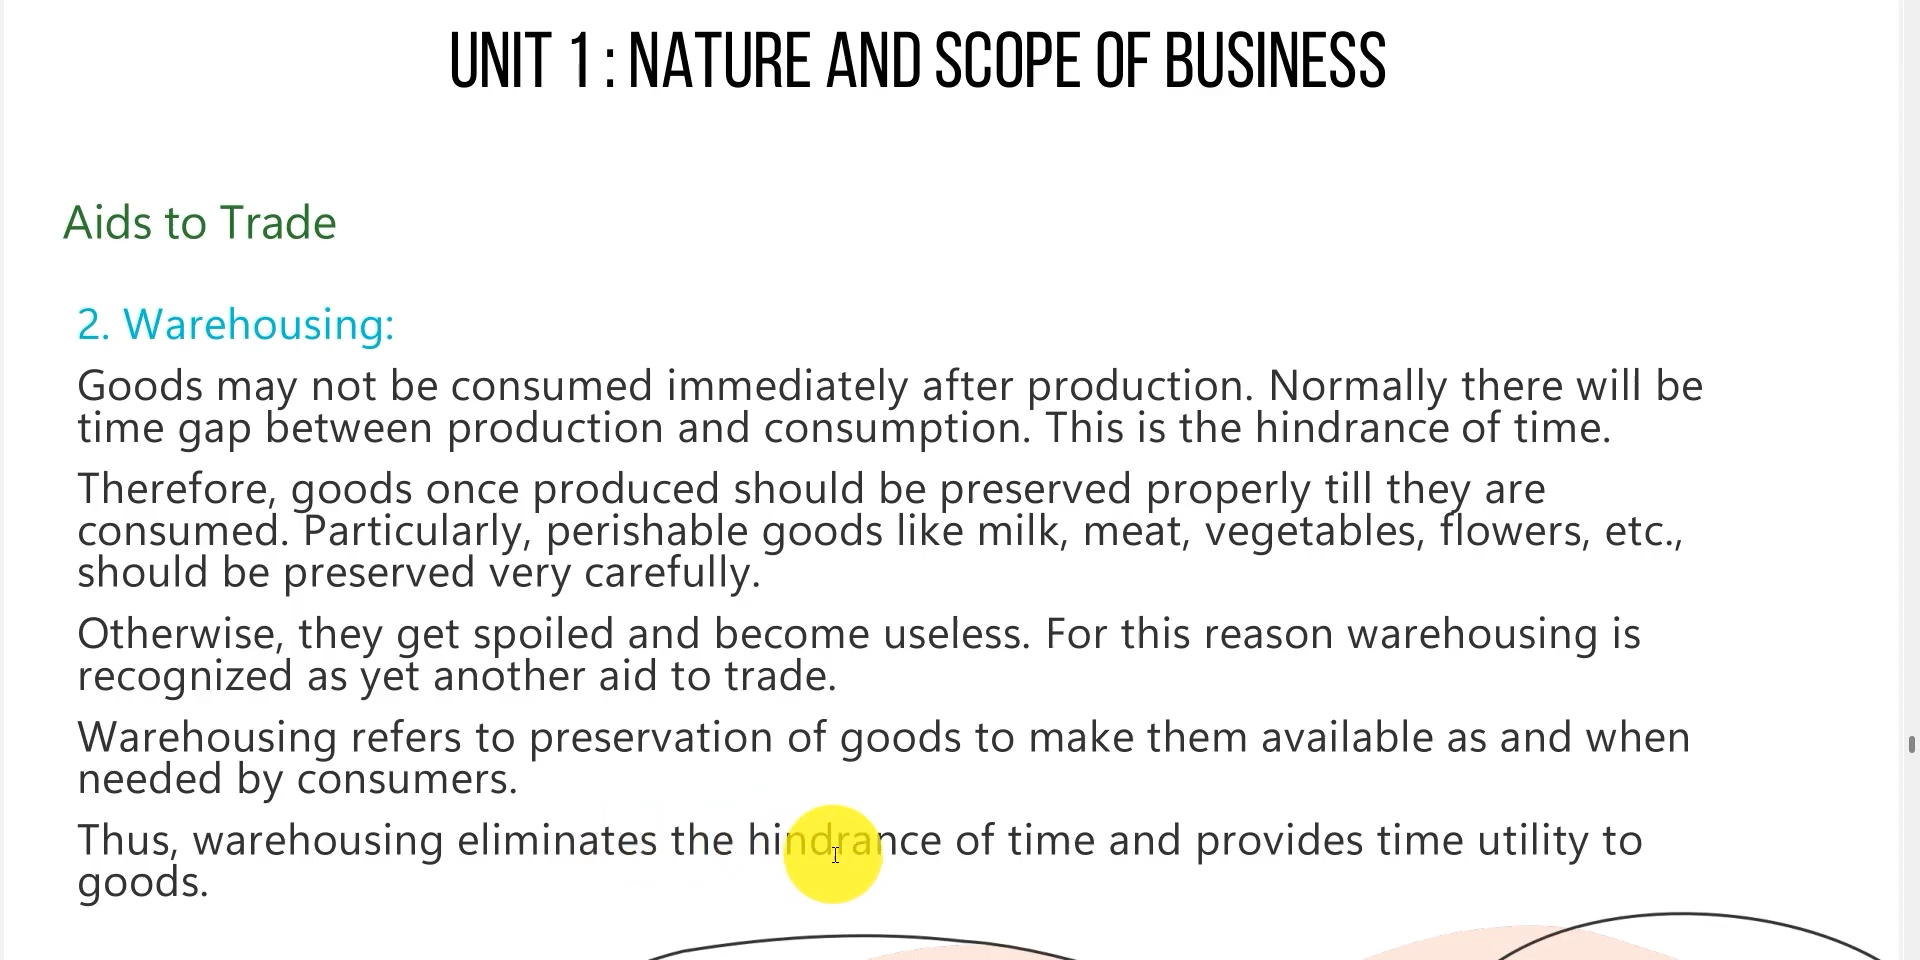 UNIT 1 : NATURE AND SCOPE OF BUSINESS
Aids to Trade
2. Warehousing:
Goods may not be consumed immediately after production. Normally there will be
time gap between production and consumption. This is the hindrance of time.
Therefore, goods once produced should be preserved properly till they are
consumed. Particularly, perishable goods like milk, meat, vegetables, flowers, etc.,
should be preserved very carefully.
Otherwise, they get spoiled and become useless. For this reason warehousing is
recognized as yet another aid to trade.
Warehousing refers to preservation of goods to make them available as and when
needed by consumers.
Thus, warehousing eliminates the hindrance of time and provides time utility to
goods.